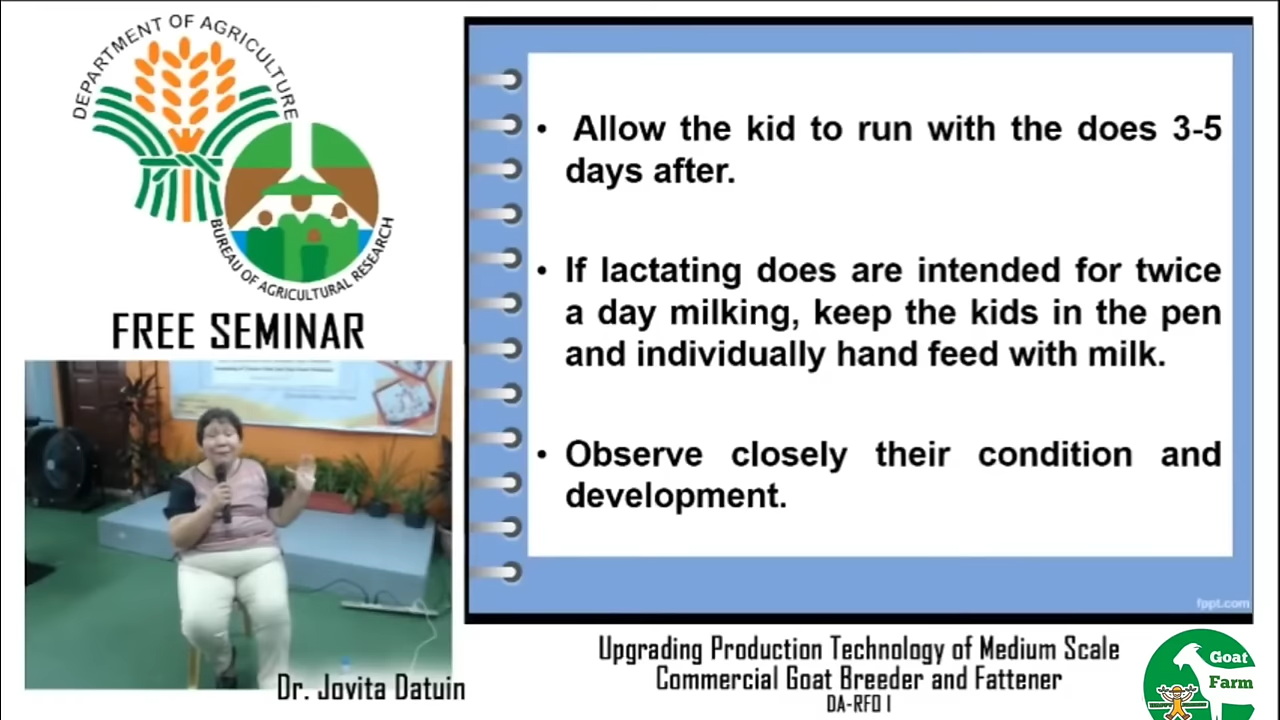 DEPARTMENT OF AGRICULTURE
BUREAU OF AGRICULTURAL RESEARCH
FREE SEMINAR
Dr. Jovita Datuin
• Allow the kid to run with the does 3-5
days after.
• If lactating does are intended for twice
a day milking, keep the kids in the pen
and individually hand feed with milk.
• Observe closely their condition and
development.
fppt.com
Upgrading Production Technology of Medium Scale
Commercial Goat Breeder and Fattener
DA-RFO I
Goat
Farm